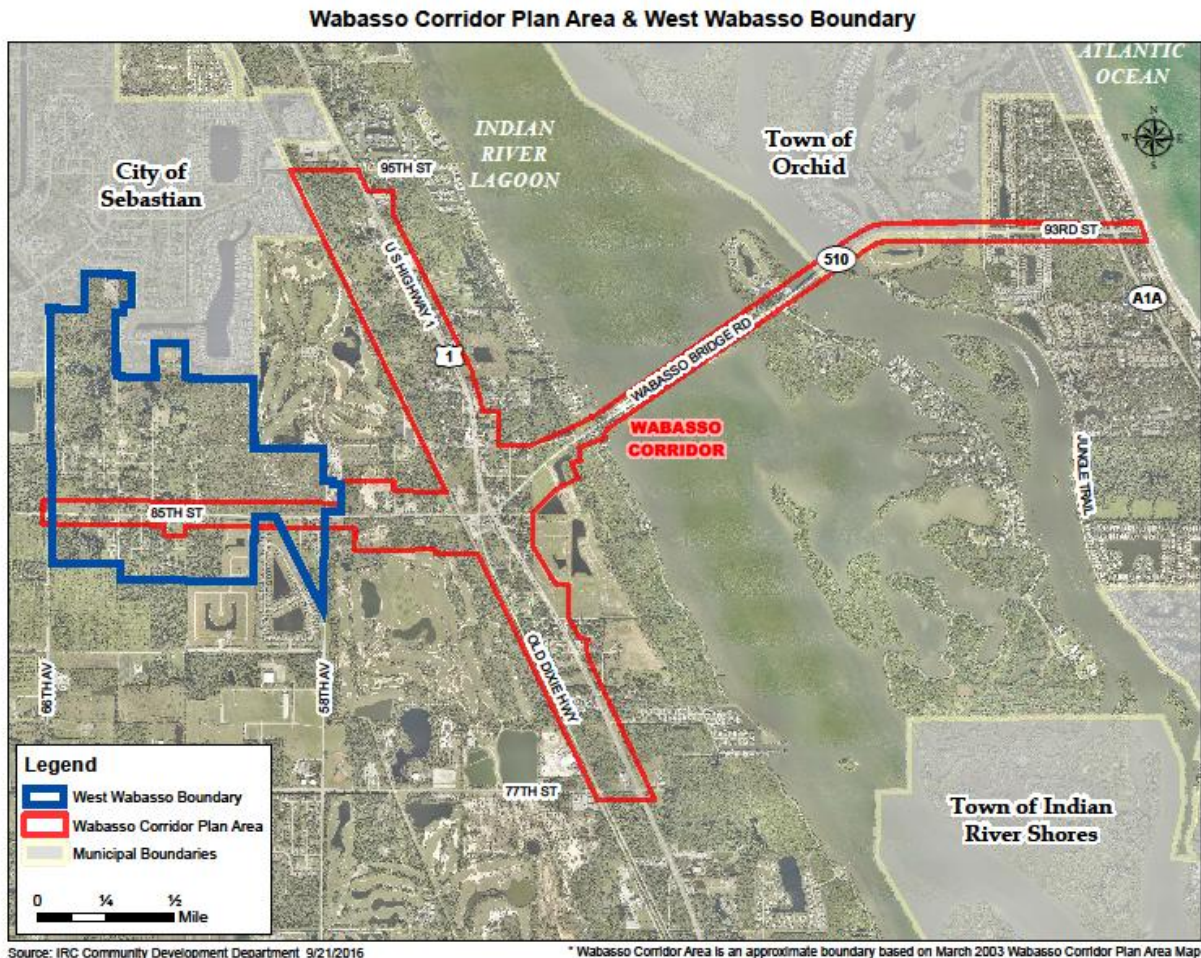 Wabasso Corridor Plan Area & West Wabasso Boundary
ATLANTIC
OCEAN
INDIAN
RIVER
LAGOON
Town of
Orchid
N
W
E
S
City of
Sebastian
95TH ST
93RD ST
510
U S HIGHWAY 1
A1A
1
WABASSO BRIDGE RD
WABASSO
CORRIDOR
JUNGLE TRAIL
85TH ST
OLD DIXIE HWY
66TH AV
58TH AV
77TH ST
Town of Indian
River Shores
Legend
West Wabasso Boundary
Wabasso Corridor Plan Area
Municipal Boundaries
0 ¼ ½
Mile
Source: IRC Community Development Department 9/21/2016
* Wabasso Corridor Area is an approximate boundary based on March 2003 Wabasso Corridor Plan Area Map